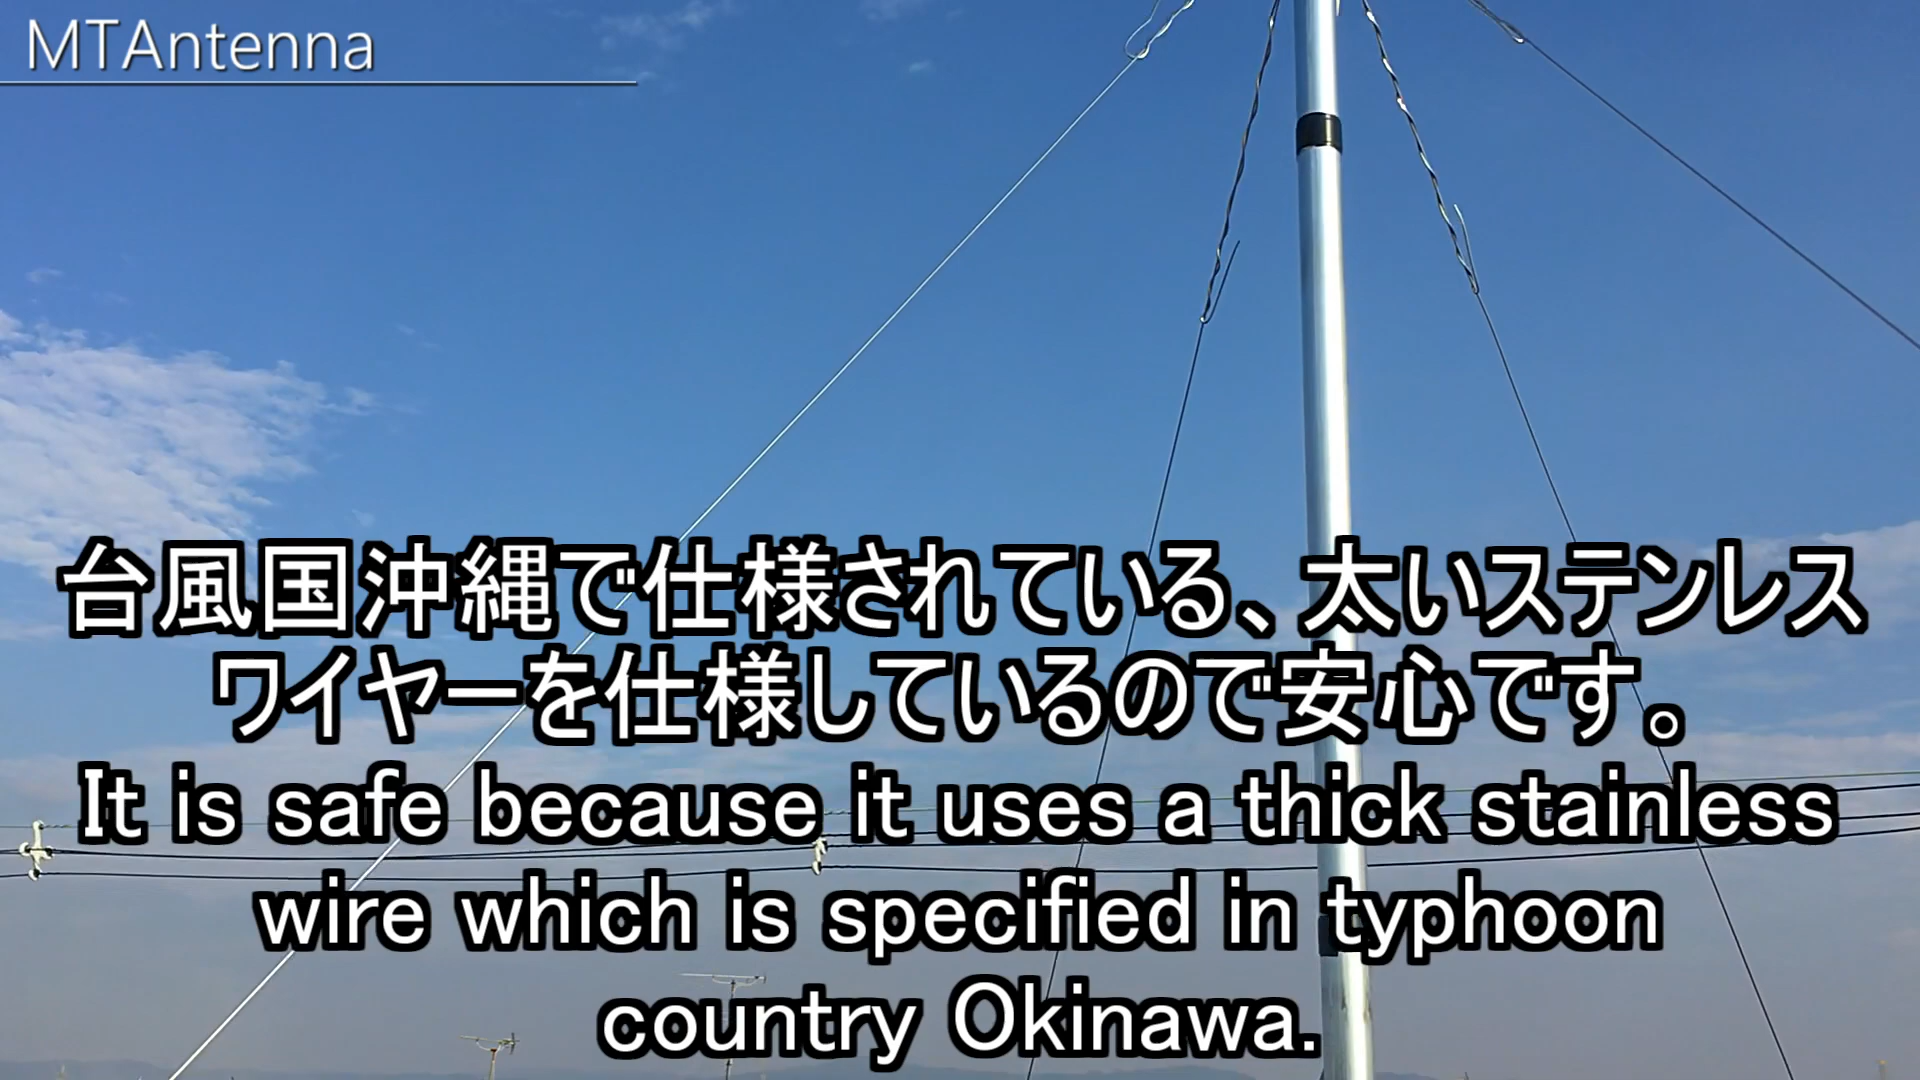 MTAntenna
台風国沖縄で仕様されている、太いステンレス
ワイヤーを仕様しているので安心です。
It is safe because it uses a thick stainless
wire which is specified in typhoon
country Okinawa.